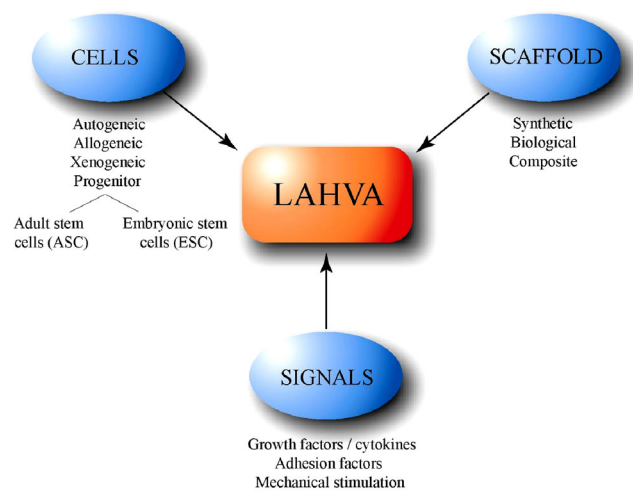 CELLS
Autogeneic
Allogeneic
Xenogeneic
Progenitor
Adult stem
cells (ASC)
Embryonic stem
cells (ESC)
SCAFFOLD
Synthetic
Biological
Composite
LAHVA
SIGNALS
Growth factors / cytokines
Adhesion factors
Mechanical stimulation